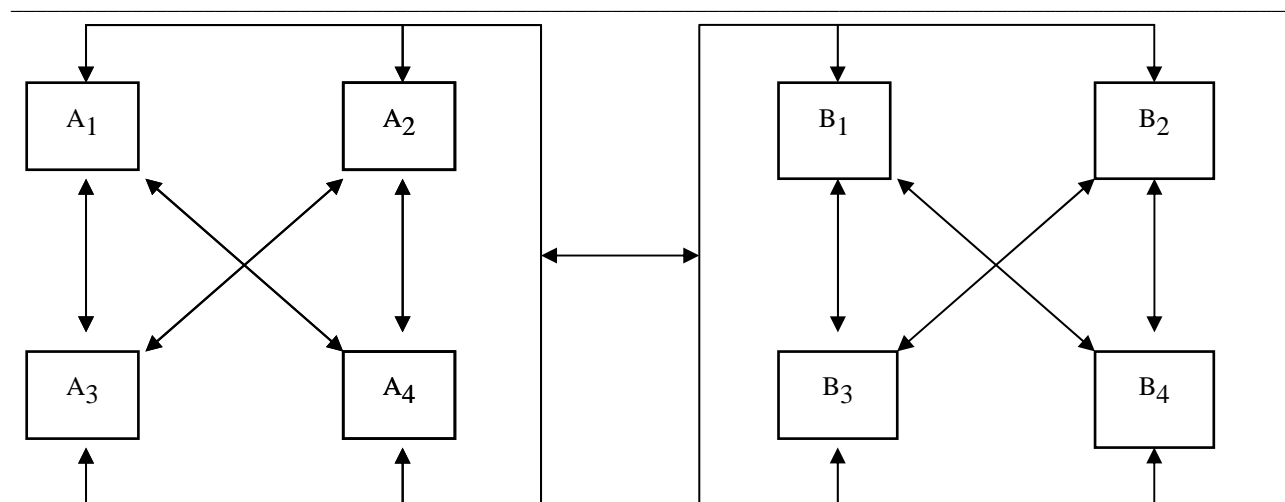 A₁ A₂ B₁ B₂
A₃ A₄ B₃ B₄